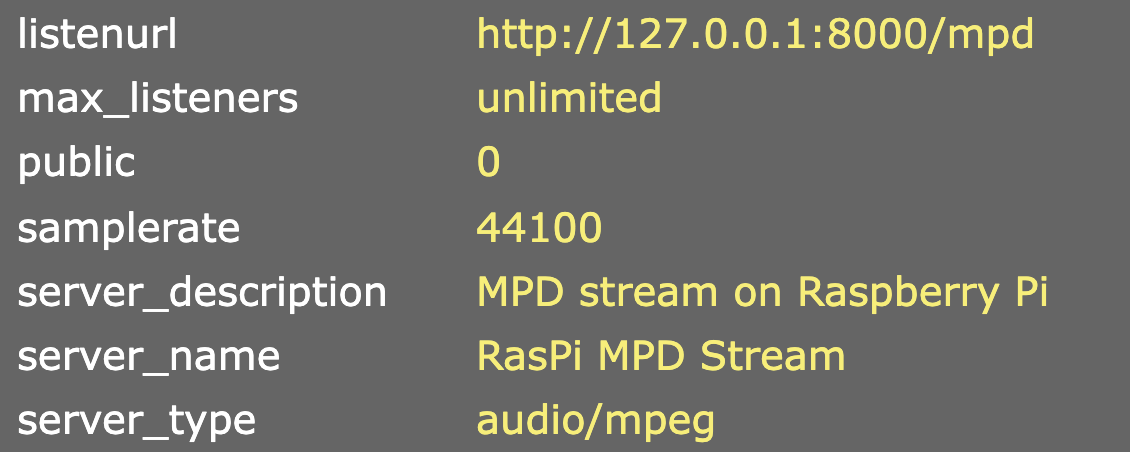 listenurl http://127.0.0.1:8000/mpd
max_listeners unlimited
public 0
samplerate 44100
server_description MPD stream on Raspberry Pi
server_name RasPi MPD Stream
server_type audio/mpeg